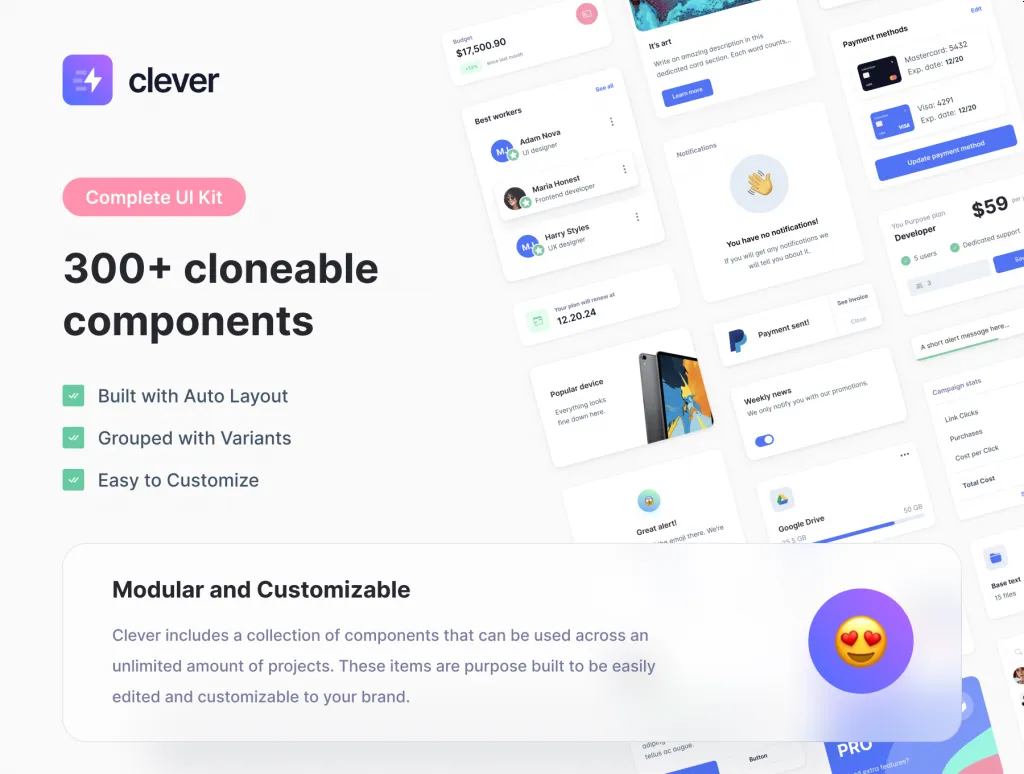 clever
Complete UI Kit
300+ cloneable
components
Built with Auto Layout
Grouped with Variants
Easy to Customize
Budget
$17,500.90
+12%
since last month
Best workers
See all
MJ
Adam Nova
UI designer
Maria Honest
Frontend developer
MJ
Harry Styles
UX designer
Your plan will renew at
12.20.24
Popular device
Everything looks
fine down here.
Great alert!
emoji there. We're
It's art
Write an amazing description in this
dedicated card section. Each word counts...
Learn more
Notifications
You have no notifications!
If you will get any notifications we
will tell you about it.
Payment sent!
See invoice
Close
Weekly news
We only notify you with our promotions.
Google Drive
25.5 GB
50 GB
Payment methods
Edit
Mastercard: 5432
Exp. date: 12/20
VISA
Visa: 4291
Exp. date: 12/20
Update payment method
You Purpose plan
Developer
$59
per
5 users
Dedicated support
3
A short alert message here...
Campaign stats
Link Clicks
Purchases
Cost per Click
Total Cost
Base text
15 files
Modular and Customizable
Clever includes a collection of components that can be used across an
unlimited amount of projects. These items are purpose built to be easily
edited and customizable to your brand.
tellus ac augue.
Button
PRO
extra features?